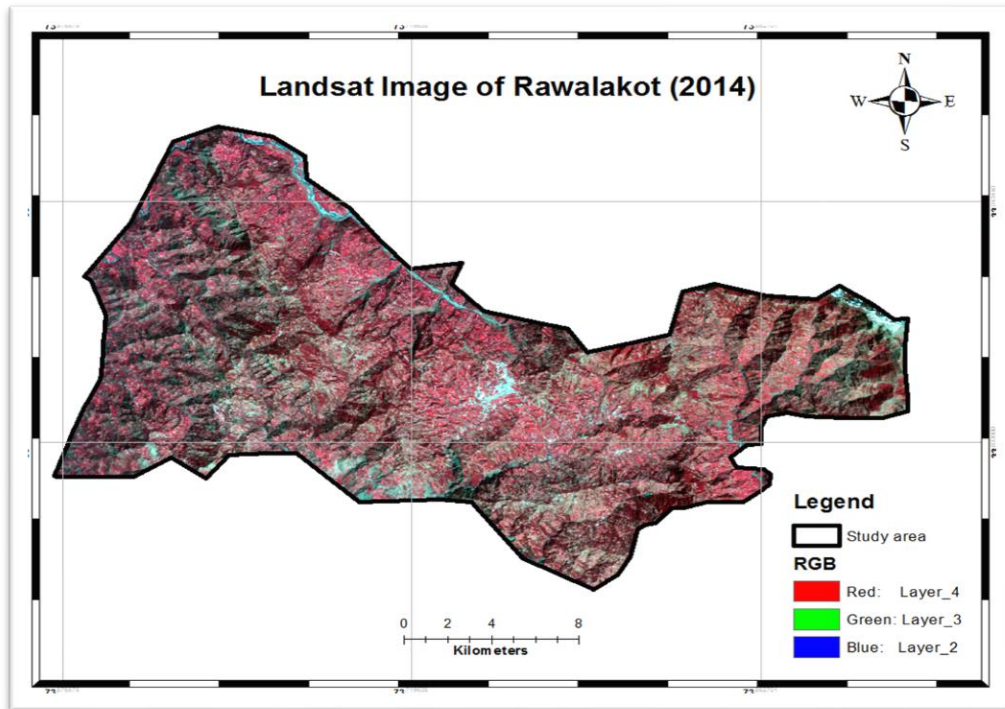 Landsat Image of Rawalakot (2014)
N
W E
S
Legend
Study area
RGB
Red: Layer_4
Green: Layer_3
Blue: Layer_2
0 2 4 8
Kilometers